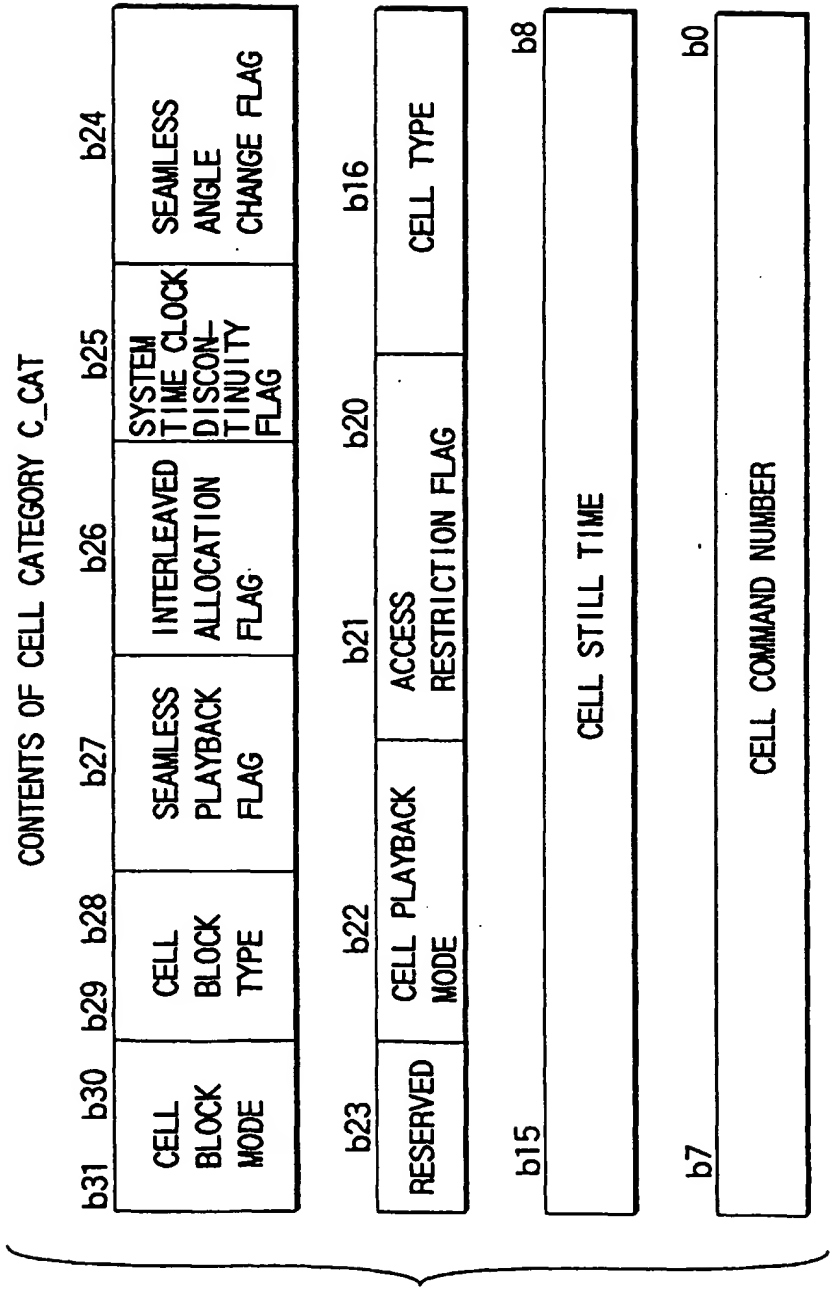 CONTENTS OF CELL CATEGORY C_CAT
b31 b30 b29 b28 b27 b26 b25 b24
CELL
BLOCK
MODE
CELL
BLOCK
TYPE
SEAMLESS
PLAYBACK
FLAG
INTERLEAVED
ALLOCATION
FLAG
SYSTEM
TIME CLOCK
DISCON-
TINUITY
FLAG
SEAMLESS
ANGLE
CHANGE FLAG
b23 b22 b21 b20 b16
RESERVED
CELL PLAYBACK
MODE
ACCESS
RESTRICTION FLAG
CELL TYPE
b15 b8
CELL STILL TIME
b7 b0
CELL COMMAND NUMBER